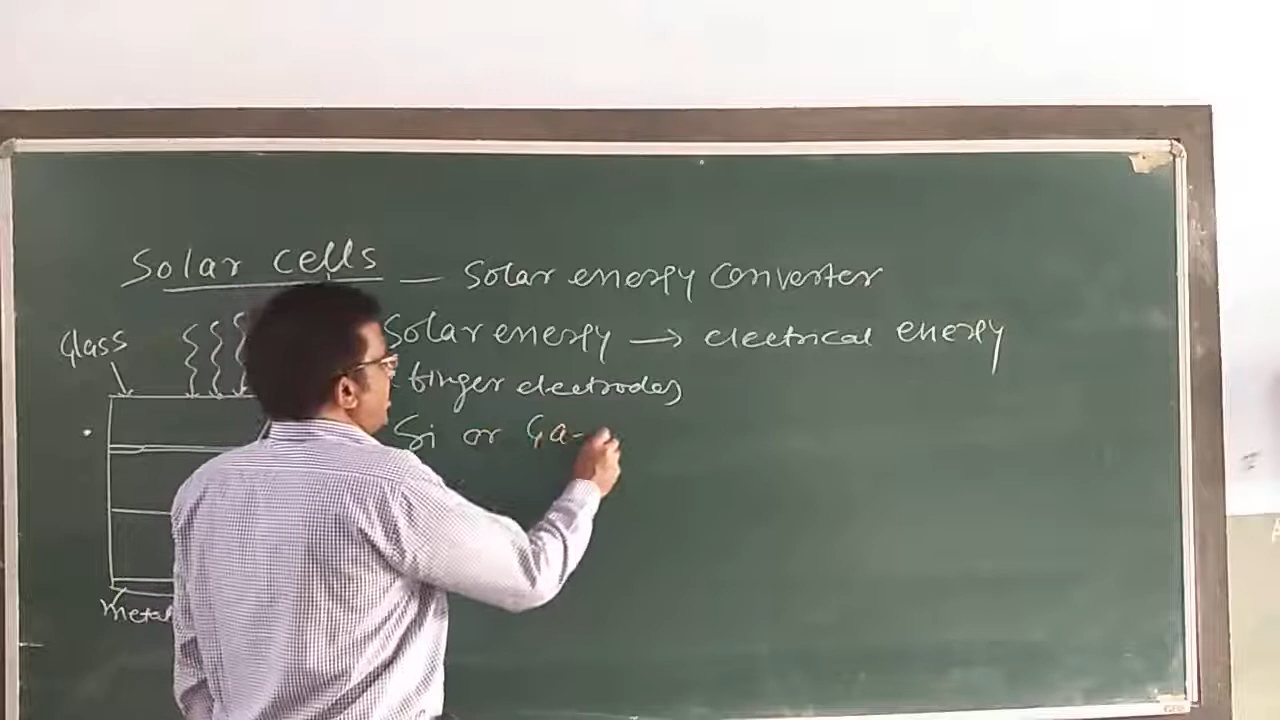 Solar cells — Solar energy converter
Glass
Solar energy → electrical energy
finger electrodes
Si or Ga-
Metal